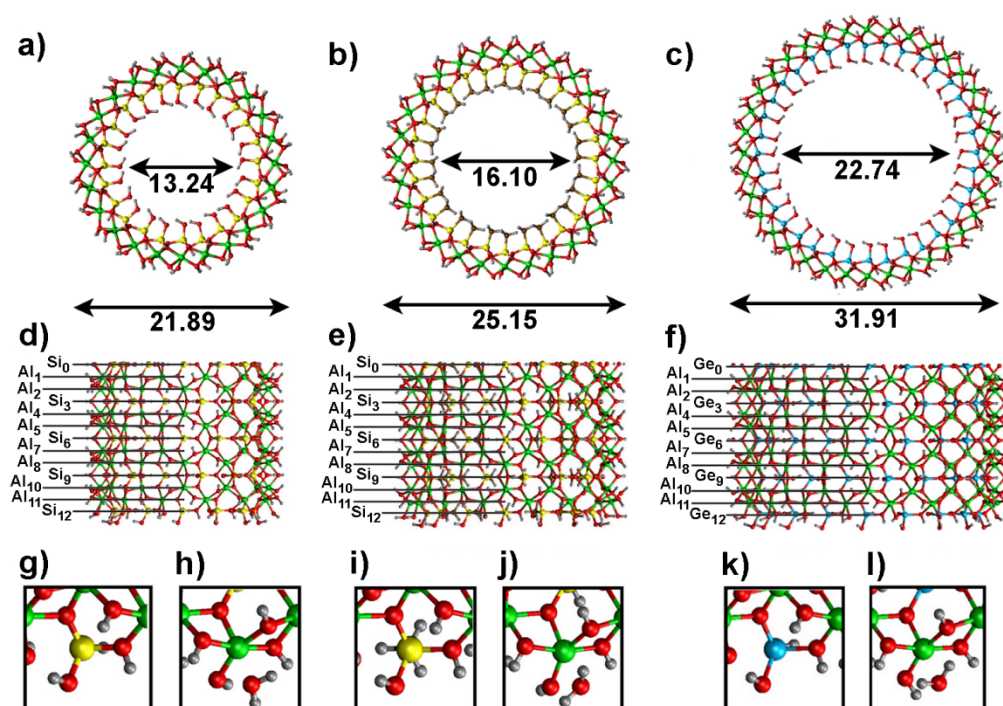 a)
b)
c)
13.24
16.10
22.74
21.89
25.15
31.91
d)
e)
f)
Si₀
Al₁
Al₁
Al₂
Si₃
Al₄
Al₅
Si₆
Al₇
Al₈
Si₉
Al₁₀
Al₁₁
Si₁₂
Si₀
Al₁
Al₂
Si₃
Al₄
Al₅
Si₆
Al₇
Al₈
Si₉
Al₁₀
Al₁₁
Si₁₂
Ge₀
Al₁
Al₂
Ge₃
Al₄
Al₅
Ge₆
Al₇
Al₈
Ge₉
Al₁₀
Al₁₁
Ge₁₂
g)
h)
i)
j)
k)
l)